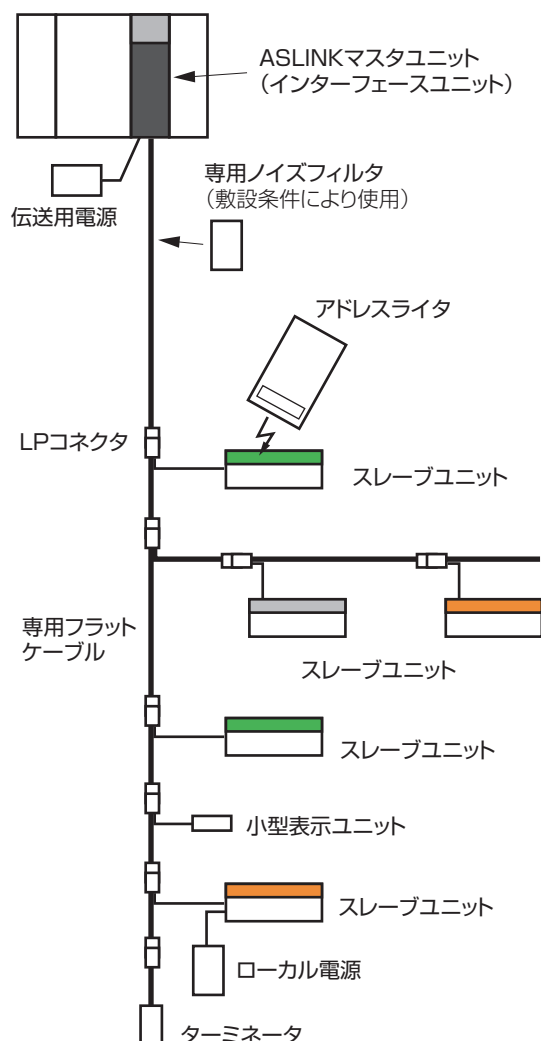 ASLINKマスタユニット
（インターフェースユニット）
専用ノイズフィルタ
（敷設条件により使用）
伝送用電源
アドレスライタ
LPコネクタ
スレーブユニット
専用フラット
ケーブル
スレーブユニット
スレーブユニット
小型表示ユニット
スレーブユニット
ローカル電源
ターミネータ